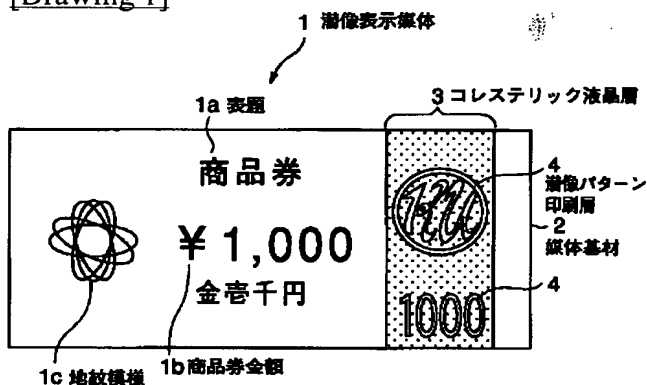 [Drawing 1]
1 潜像表示媒体
1a 表題
3 コレステリック液晶層
商品券
4
潜像パターン
印刷層
2
媒体基材
¥1,000
金壱千円
1000
4
1c 地紋模様
1b 商品券金額